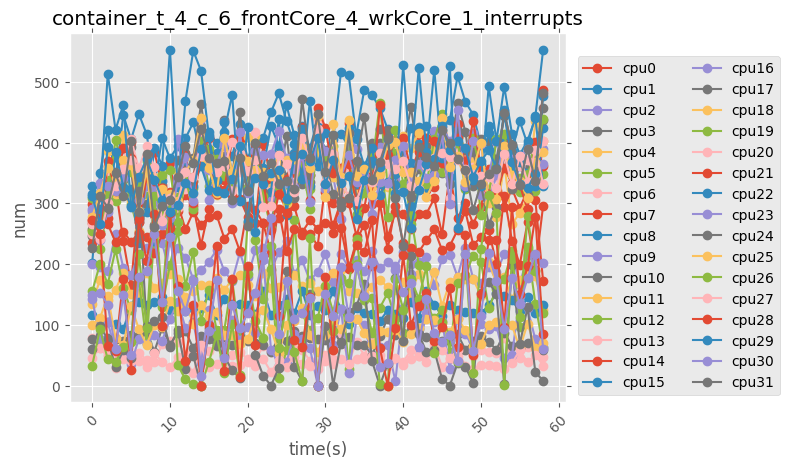 container_t_4_c_6_frontCore_4_wrkCore_1_interrupts
num
500
400
300
200
100
0
0
10
20
30
40
50
60
time(s)
cpu0
cpu1
cpu2
cpu3
cpu4
cpu5
cpu6
cpu7
cpu8
cpu9
cpu10
cpu11
cpu12
cpu13
cpu14
cpu15
cpu16
cpu17
cpu18
cpu19
cpu20
cpu21
cpu22
cpu23
cpu24
cpu25
cpu26
cpu27
cpu28
cpu29
cpu30
cpu31